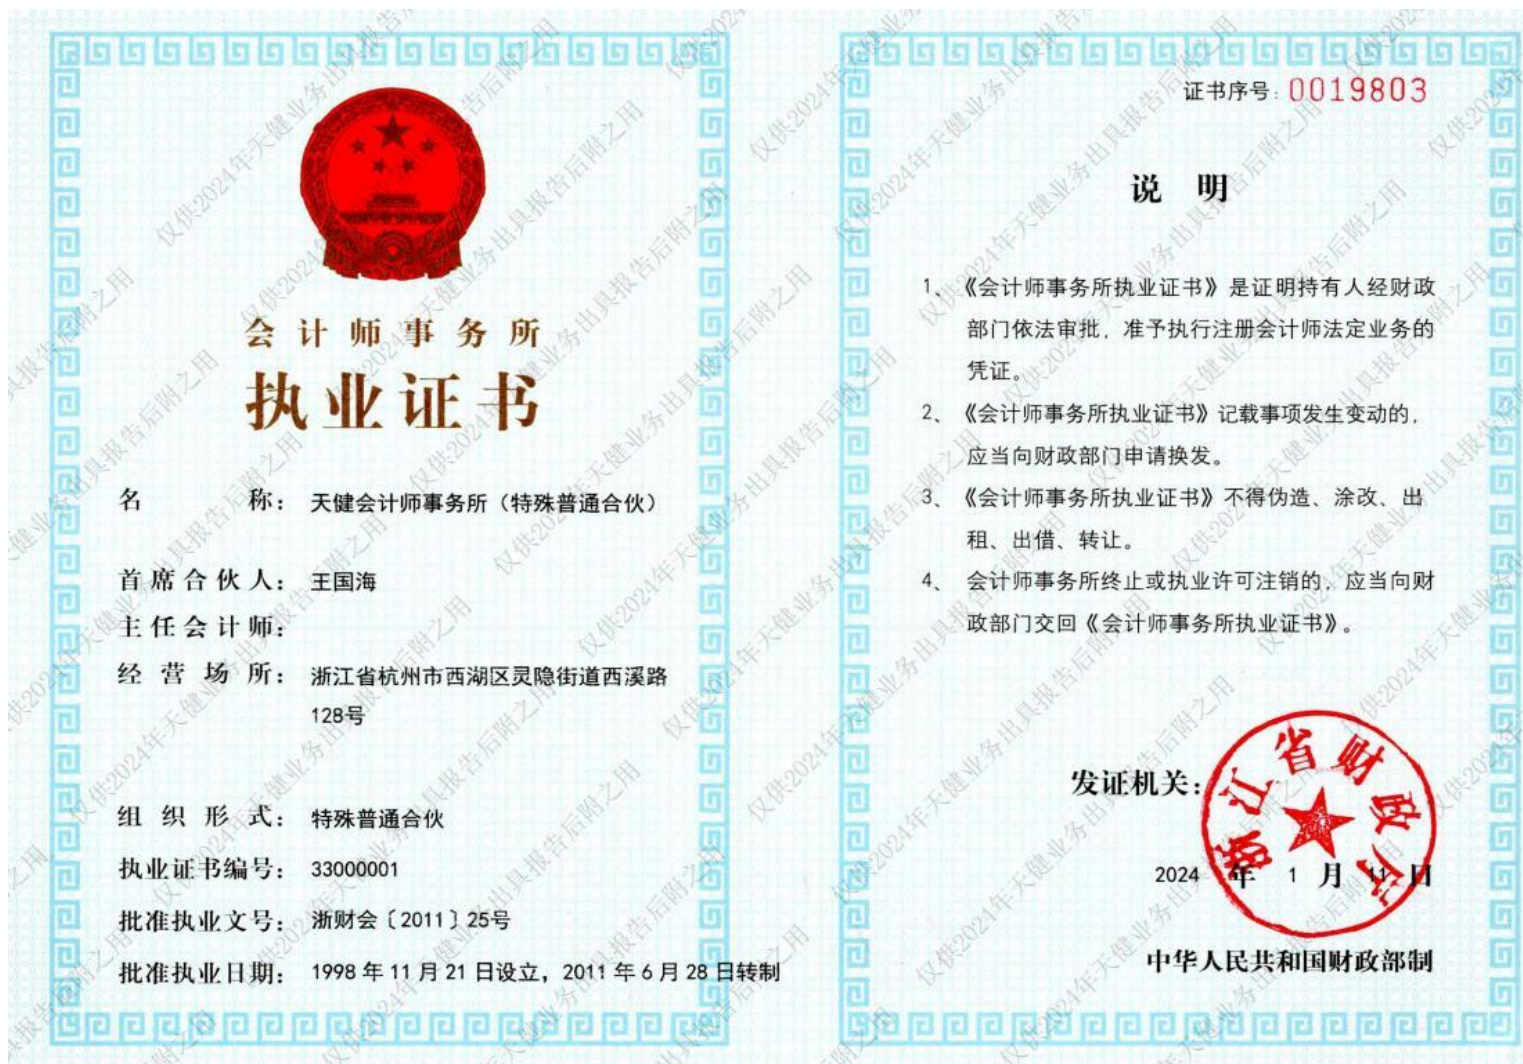 会计师事务所
执业证书
名称：天健会计师事务所（特殊普通合伙）
首席合伙人：王国海
主任会计师：
经营场所：浙江省杭州市西湖区灵隐街道西溪路
128号
组织形式：特殊普通合伙
执业证书编号：33000001
批准执业文号：浙财会〔2011〕25号
批准执业日期：1998年11月21日设立，2011年6月28日转制
证书序号：0019803
说明
1、《会计师事务所执业证书》是证明持有人经财政
部门依法审批，准予执行注册会计师法定业务的
凭证。
2、《会计师事务所执业证书》记载事项发生变动的，
应当向财政部门申请换发。
3、《会计师事务所执业证书》不得伪造、涂改、出
租、出借、转让。
4、会计师事务所终止或执业许可注销的，应当向财
政部门交回《会计师事务所执业证书》。
发证机关：
浙江省财政厅
2024年1月11日
中华人民共和国财政部制
仅供2024年天健业务出具报告后附之用